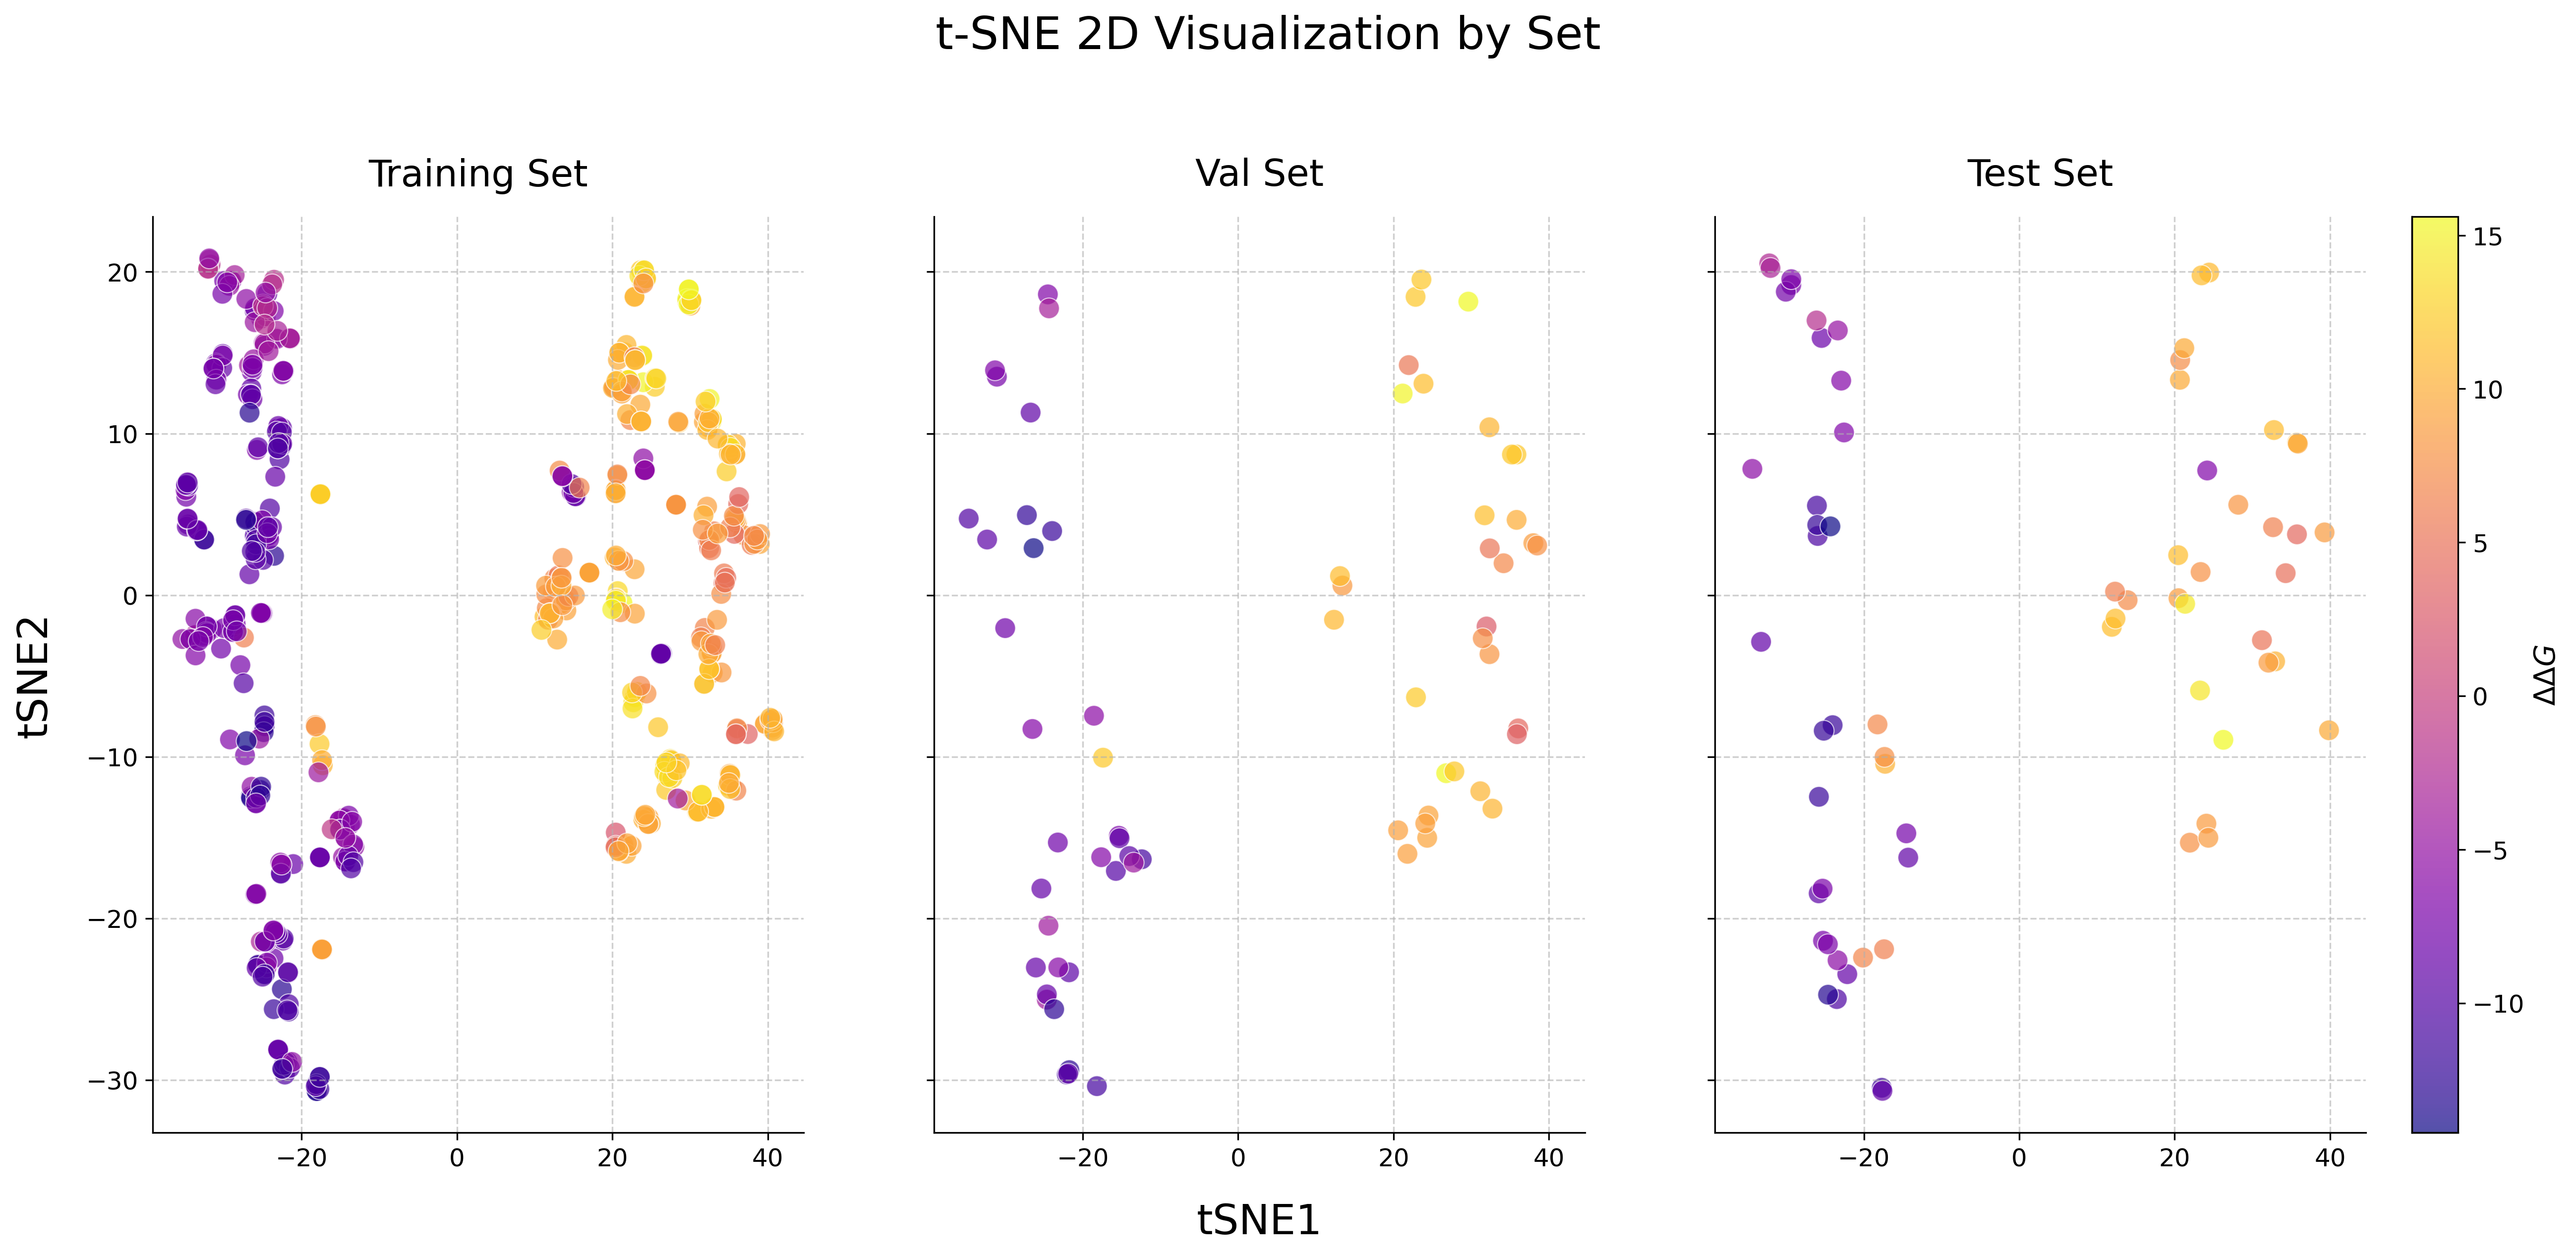 t-SNE 2D Visualization by Set
Training Set
Val Set
Test Set
tSNE2
20
10
0
−10
−20
−30
−20 0 20 40
−20 0 20 40
−20 0 20 40
tSNE1
15
10
5
0
−5
−10
ΔΔG